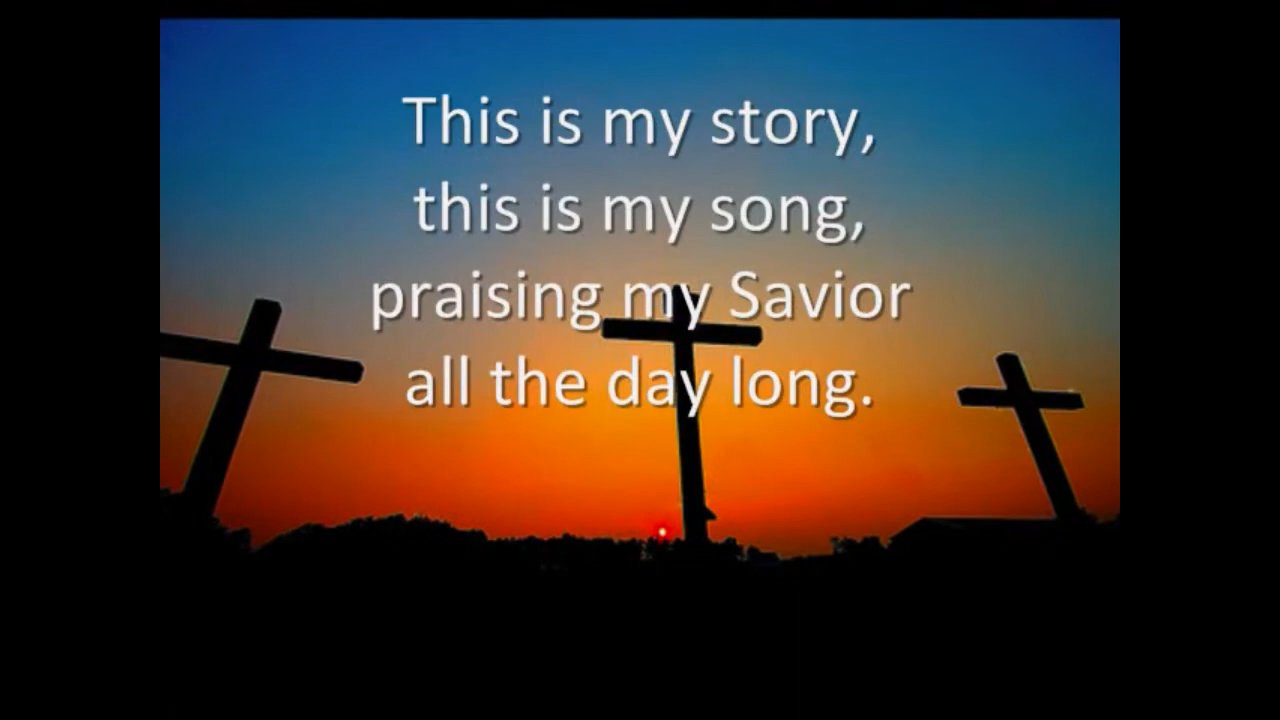 This is my story,
this is my song,
praising my Savior
all the day long.